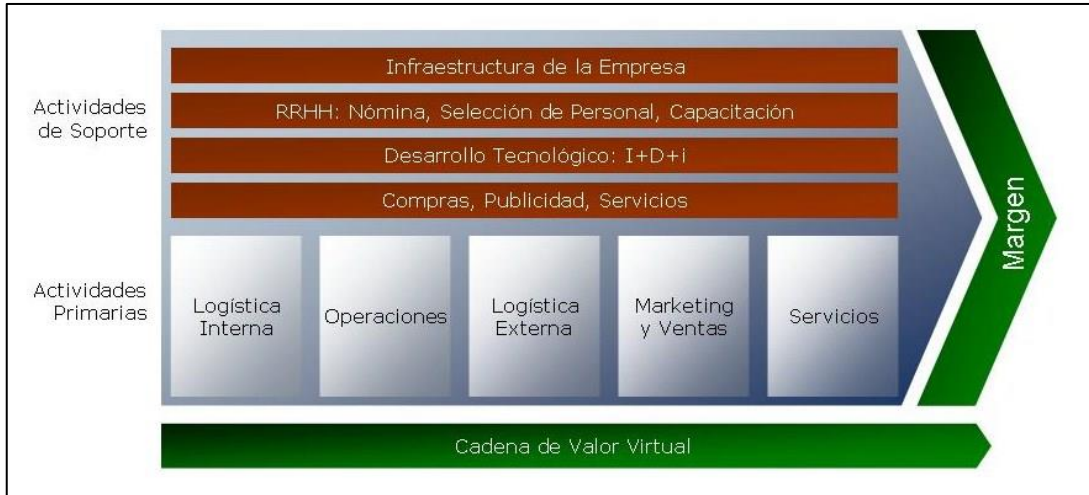 Actividades
de Soporte
Infraestructura de la Empresa
RRHH: Nómina, Selección de Personal, Capacitación
Desarrollo Tecnológico: I+D+i
Compras, Publicidad, Servicios
Actividades
Primarias
Logística
Interna
Operaciones
Logística
Externa
Marketing
y Ventas
Servicios
Margen
Cadena de Valor Virtual